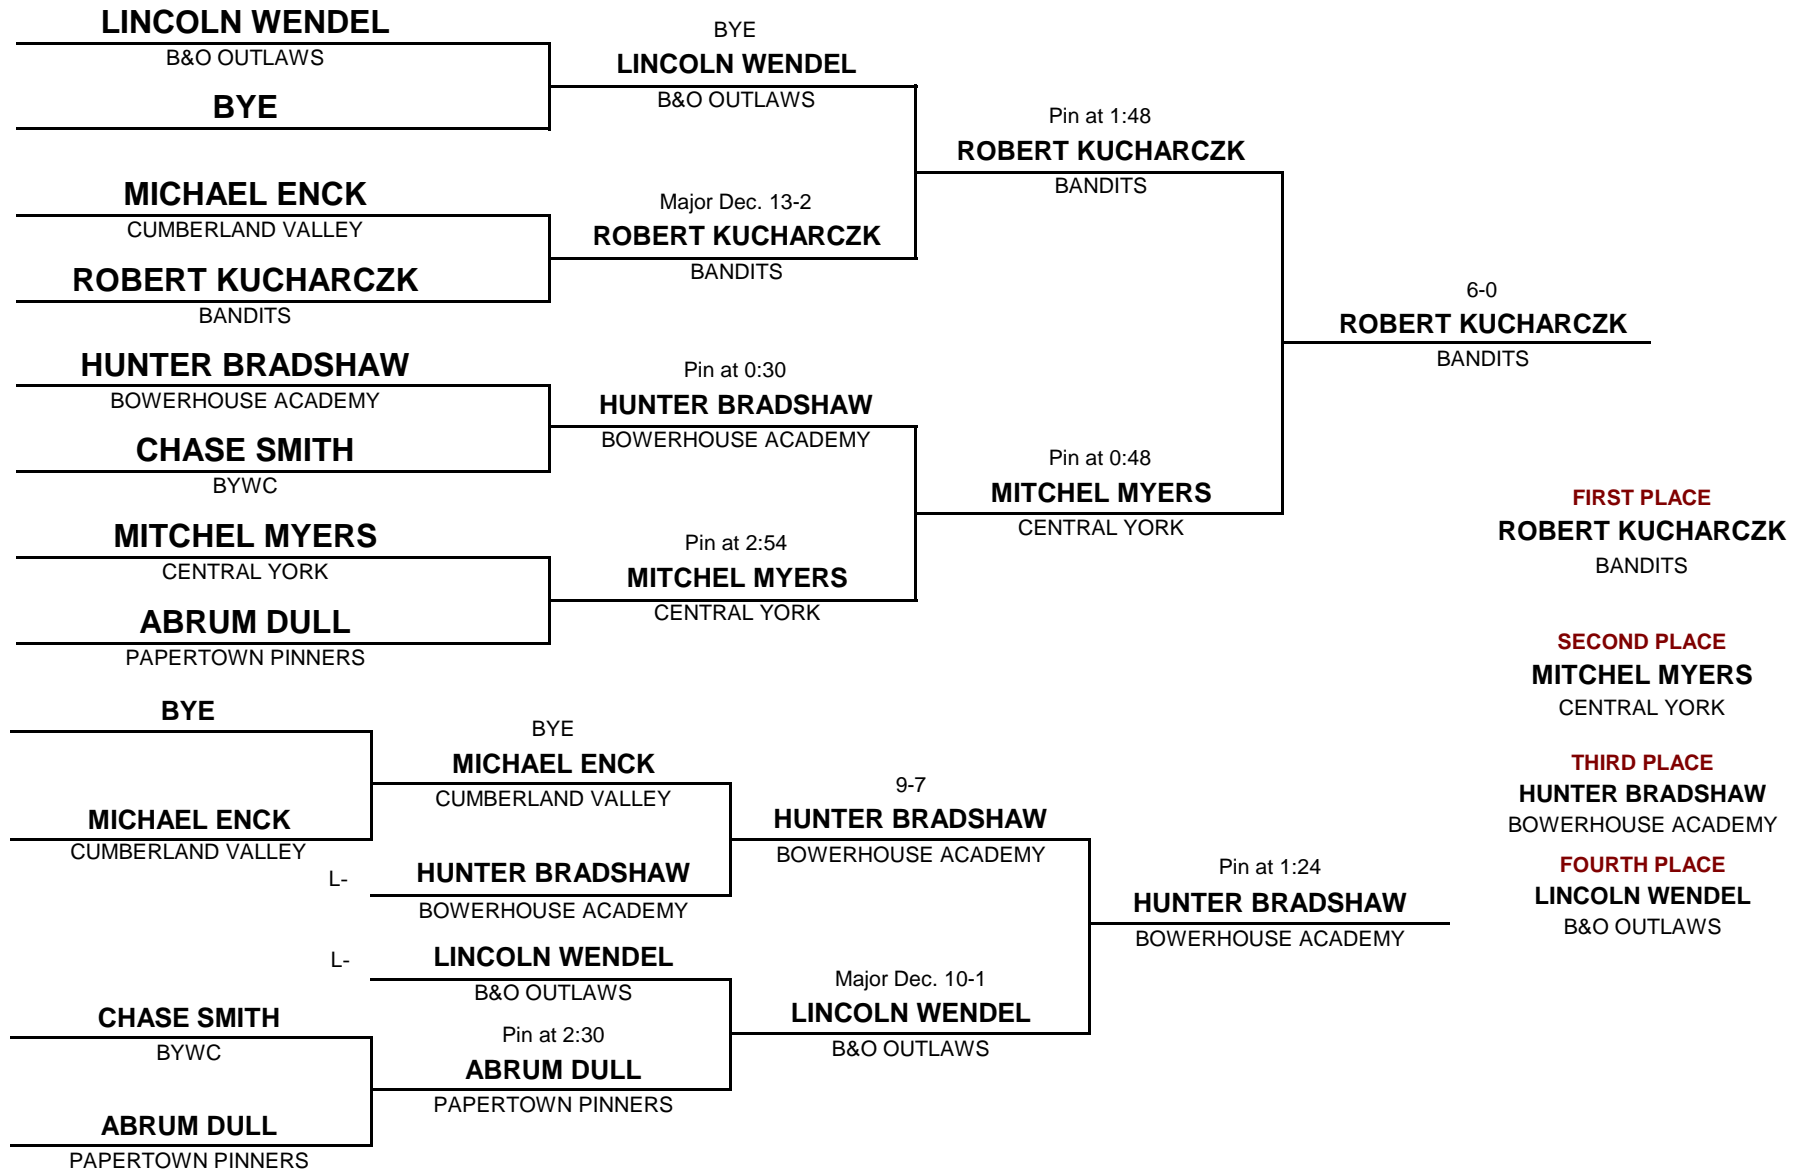 LINCOLN WENDEL
B&O OUTLAWS
BYE
MICHAEL ENCK
CUMBERLAND VALLEY
ROBERT KUCHARCZK
BANDITS
HUNTER BRADSHAW
BOWERHOUSE ACADEMY
CHASE SMITH
BYWC
MITCHEL MYERS
CENTRAL YORK
ABRUM DULL
PAPERTOWN PINNERS
BYE
LINCOLN WENDEL
B&O OUTLAWS
Major Dec. 13-2
ROBERT KUCHARCZK
BANDITS
Pin at 0:30
HUNTER BRADSHAW
BOWERHOUSE ACADEMY
Pin at 2:54
MITCHEL MYERS
CENTRAL YORK
Pin at 1:48
ROBERT KUCHARCZK
BANDITS
Pin at 0:48
MITCHEL MYERS
CENTRAL YORK
6-0
ROBERT KUCHARCZK
BANDITS
FIRST PLACE
ROBERT KUCHARCZK
BANDITS
SECOND PLACE
MITCHEL MYERS
CENTRAL YORK
THIRD PLACE
HUNTER BRADSHAW
BOWERHOUSE ACADEMY
FOURTH PLACE
LINCOLN WENDEL
B&O OUTLAWS
BYE
MICHAEL ENCK
CUMBERLAND VALLEY
CHASE SMITH
BYWC
ABRUM DULL
PAPERTOWN PINNERS
BYE
MICHAEL ENCK
CUMBERLAND VALLEY
L-
HUNTER BRADSHAW
BOWERHOUSE ACADEMY
L-
LINCOLN WENDEL
B&O OUTLAWS
Pin at 2:30
ABRUM DULL
PAPERTOWN PINNERS
9-7
HUNTER BRADSHAW
BOWERHOUSE ACADEMY
Major Dec. 10-1
LINCOLN WENDEL
B&O OUTLAWS
Pin at 1:24
HUNTER BRADSHAW
BOWERHOUSE ACADEMY